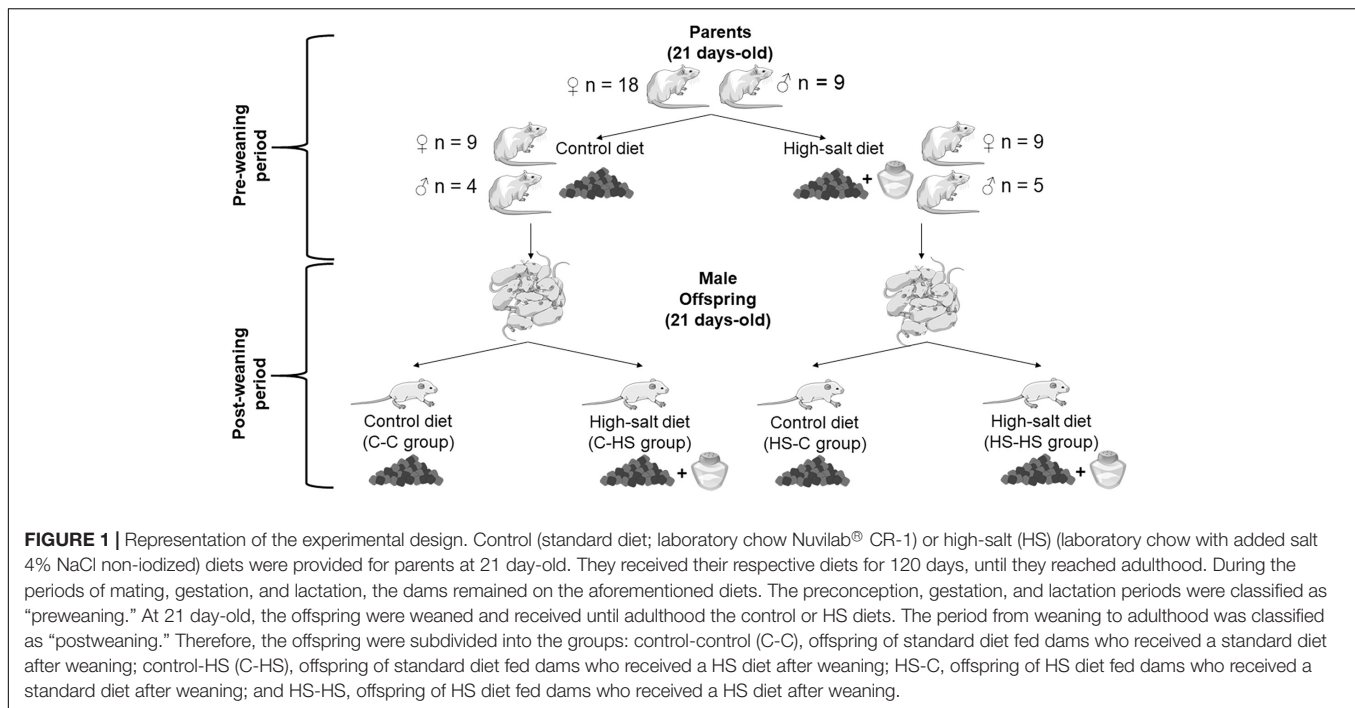 Parents
(21 days-old)
♀ n = 18
♂ n = 9
Pre-weaning
period
♀ n = 9
♂ n = 4
Control diet
High-salt diet
+
♀ n = 9
♂ n = 5
Post-weaning
period
Male
Offspring
(21 days-old)
Control diet
(C-C group)
High-salt diet
(C-HS group)
+
Control diet
(HS-C group)
High-salt diet
(HS-HS group)
+
FIGURE 1 | Representation of the experimental design. Control (standard diet; laboratory chow Nuvilab® CR-1) or high-salt (HS) (laboratory chow with added salt
4% NaCl non-iodized) diets were provided for parents at 21 day-old. They received their respective diets for 120 days, until they reached adulthood. During the
periods of mating, gestation, and lactation, the dams remained on the aforementioned diets. The preconception, gestation, and lactation periods were classified as
“preweaning.” At 21 day-old, the offspring were weaned and received until adulthood the control or HS diets. The period from weaning to adulthood was classified
as “postweaning.” Therefore, the offspring were subdivided into the groups: control-control (C-C), offspring of standard diet fed dams who received a standard diet
after weaning; control-HS (C-HS), offspring of standard diet fed dams who received a HS diet after weaning; HS-C, offspring of HS diet fed dams who received a
standard diet after weaning; and HS-HS, offspring of HS diet fed dams who received a HS diet after weaning.